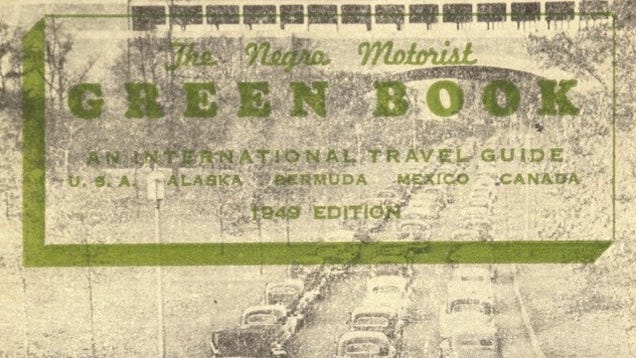 The Negro Motorist
GREEN BOOK
AN INTERNATIONAL TRAVEL GUIDE
U. S. A. ALASKA BERMUDA MEXICO CANADA
1949 EDITION